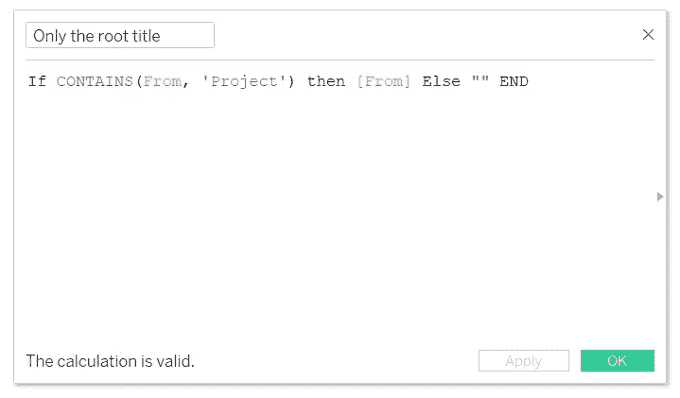 Only the root title
If CONTAINS(From, 'Project') then [From] Else "" END
The calculation is valid.
Apply
OK